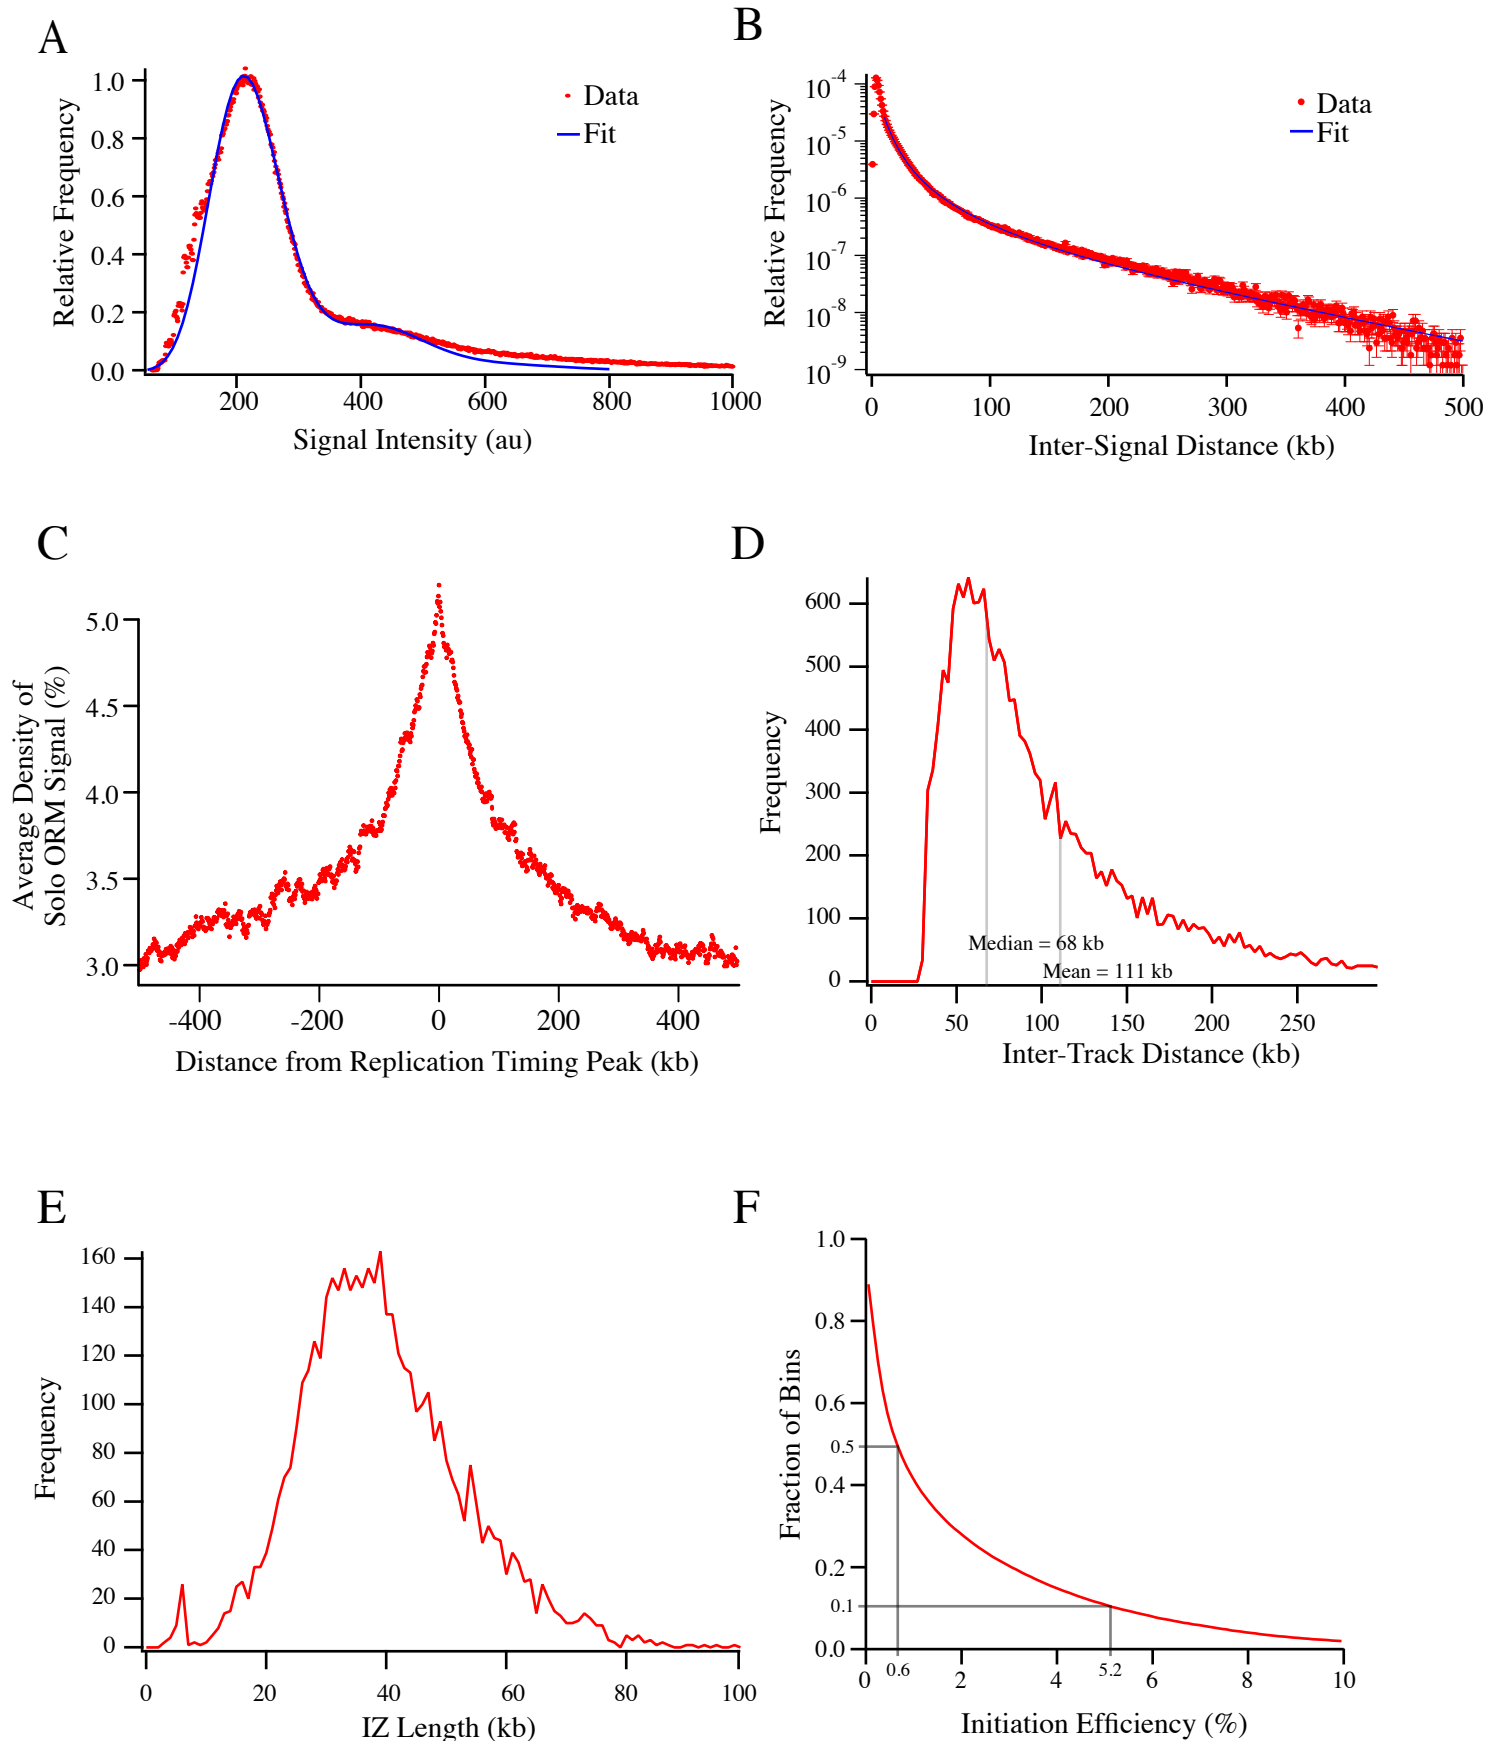 A
Relative Frequency
1.0
0.8
0.6
0.4
0.2
0.0
Data
Fit
200 400 600 800 1000
Signal Intensity (au)
B
Relative Frequency
10-4
10-5
10-6
10-7
10-8
10-9
Data
Fit
0 100 200 300 400 500
Inter-Signal Distance (kb)
C
Average Density of
Solo ORM Signal (%)
5.0
4.5
4.0
3.5
3.0
-400 -200 0 200 400
Distance from Replication Timing Peak (kb)
D
Frequency
600
500
400
300
200
100
0
Median = 68 kb
Mean = 111 kb
0 50 100 150 200 250
Inter-Track Distance (kb)
E
Frequency
160
140
120
100
80
60
40
20
0
0 20 40 60 80 100
IZ Length (kb)
F
Fraction of Bins
1.0
0.8
0.6
0.5
0.4
0.2
0.1
0.0
0 0.6 2 4 5.2 6 8 10
Initiation Efficiency (%)